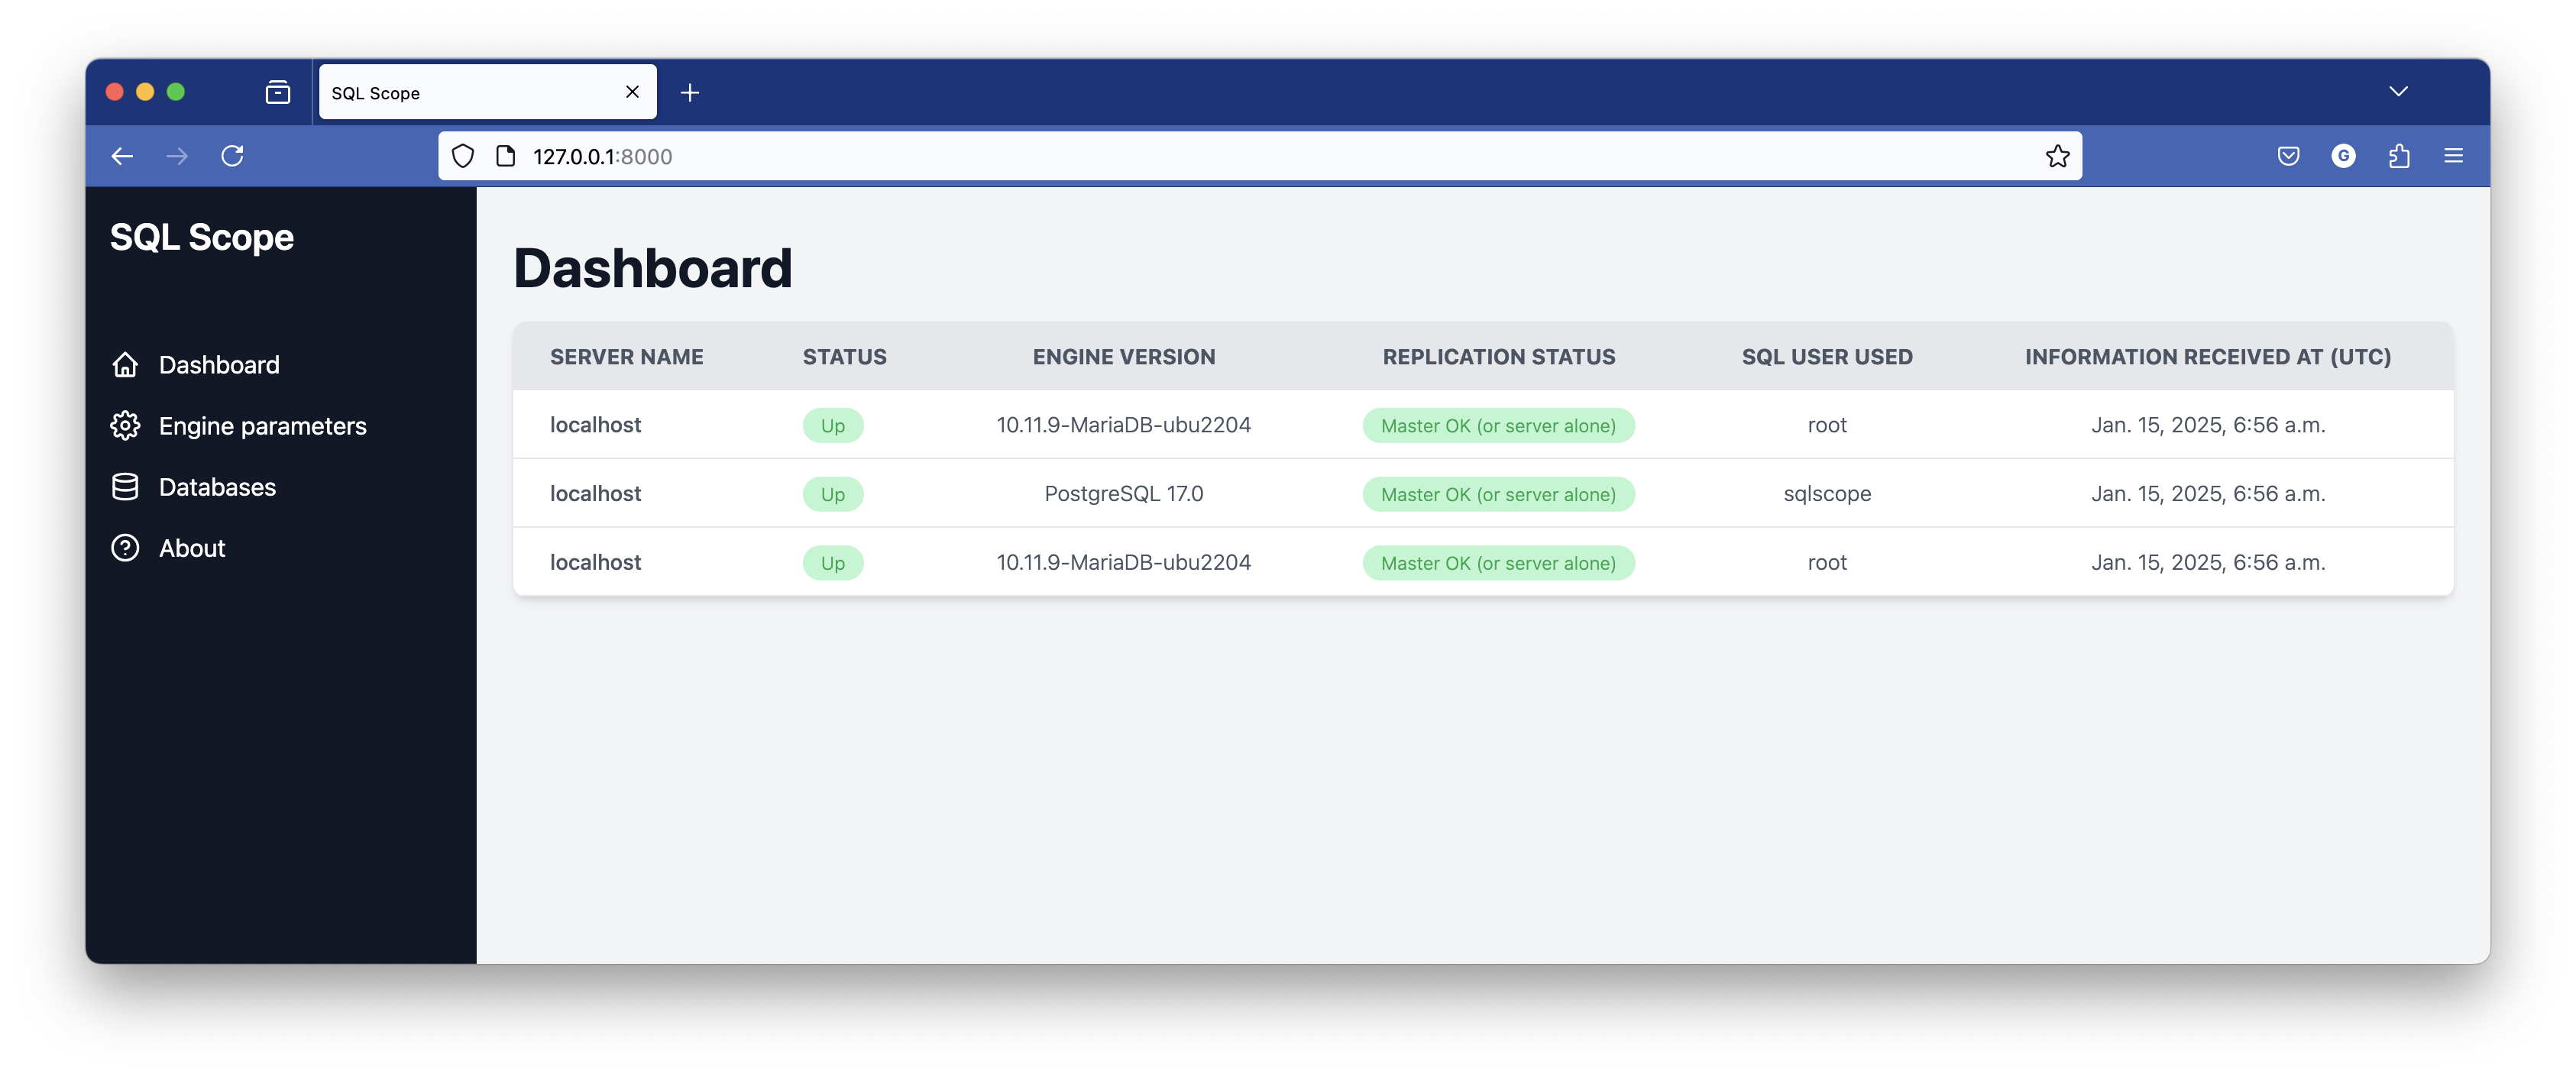 SQL Scope
127.0.0.1:8000
G
SQL Scope
Dashboard
Engine parameters
Databases
About
Dashboard
SERVER NAME STATUS ENGINE VERSION REPLICATION STATUS SQL USER USED INFORMATION RECEIVED AT (UTC)
localhost Up 10.11.9-MariaDB-ubu2204 Master OK (or server alone) root Jan. 15, 2025, 6:56 a.m.
localhost Up PostgreSQL 17.0 Master OK (or server alone) sqlscope Jan. 15, 2025, 6:56 a.m.
localhost Up 10.11.9-MariaDB-ubu2204 Master OK (or server alone) root Jan. 15, 2025, 6:56 a.m.